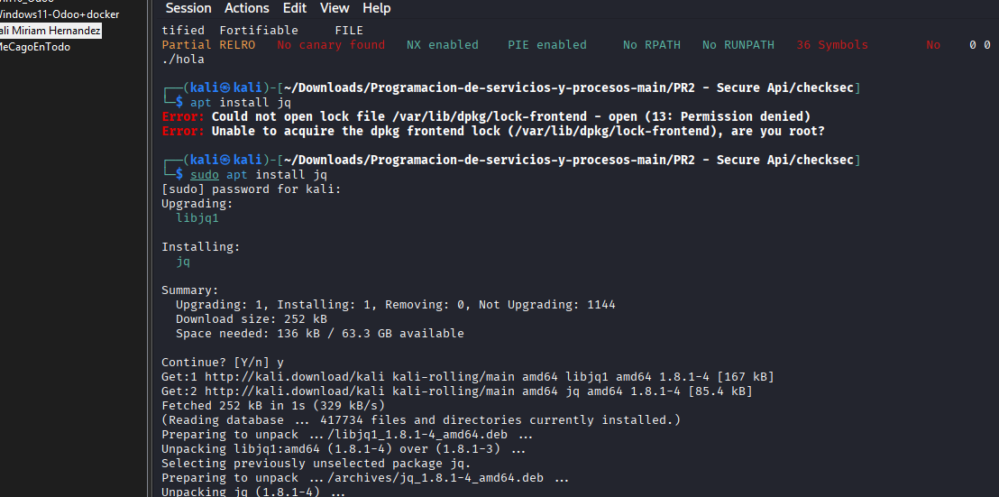 Windows11-Odoo+docker
ali Miriam Hernandez
MeCagoEnTodo
Session Actions Edit View Help
tified Fortifiable FILE
Partial RELRO No canary found NX enabled PIE enabled No RPATH No RUNPATH 36 Symbols No 0 0
./hola
┌──(kali㉿kali)-[~/Downloads/Programacion-de-servicios-y-procesos-main/PR2 - Secure Api/checksec]
└─$ apt install jq
Error: Could not open lock file /var/lib/dpkg/lock-frontend - open (13: Permission denied)
Error: Unable to acquire the dpkg frontend lock (/var/lib/dpkg/lock-frontend), are you root?
┌──(kali㉿kali)-[~/Downloads/Programacion-de-servicios-y-procesos-main/PR2 - Secure Api/checksec]
└─$ sudo apt install jq
[sudo] password for kali:
Upgrading:
libjq1
Installing:
jq
Summary:
Upgrading: 1, Installing: 1, Removing: 0, Not Upgrading: 1144
Download size: 252 kB
Space needed: 136 kB / 63.3 GB available
Continue? [Y/n] y
Get:1 http://kali.download/kali kali-rolling/main amd64 libjq1 amd64 1.8.1-4 [167 kB]
Get:2 http://kali.download/kali kali-rolling/main amd64 jq amd64 1.8.1-4 [85.4 kB]
Fetched 252 kB in 1s (329 kB/s)
(Reading database ... 417734 files and directories currently installed.)
Preparing to unpack .../libjq1_1.8.1-4_amd64.deb ...
Unpacking libjq1:amd64 (1.8.1-4) over (1.8.1-3) ...
Selecting previously unselected package jq.
Preparing to unpack .../archives/jq_1.8.1-4_amd64.deb ...
Unpacking jq (1.8.1-4) ...